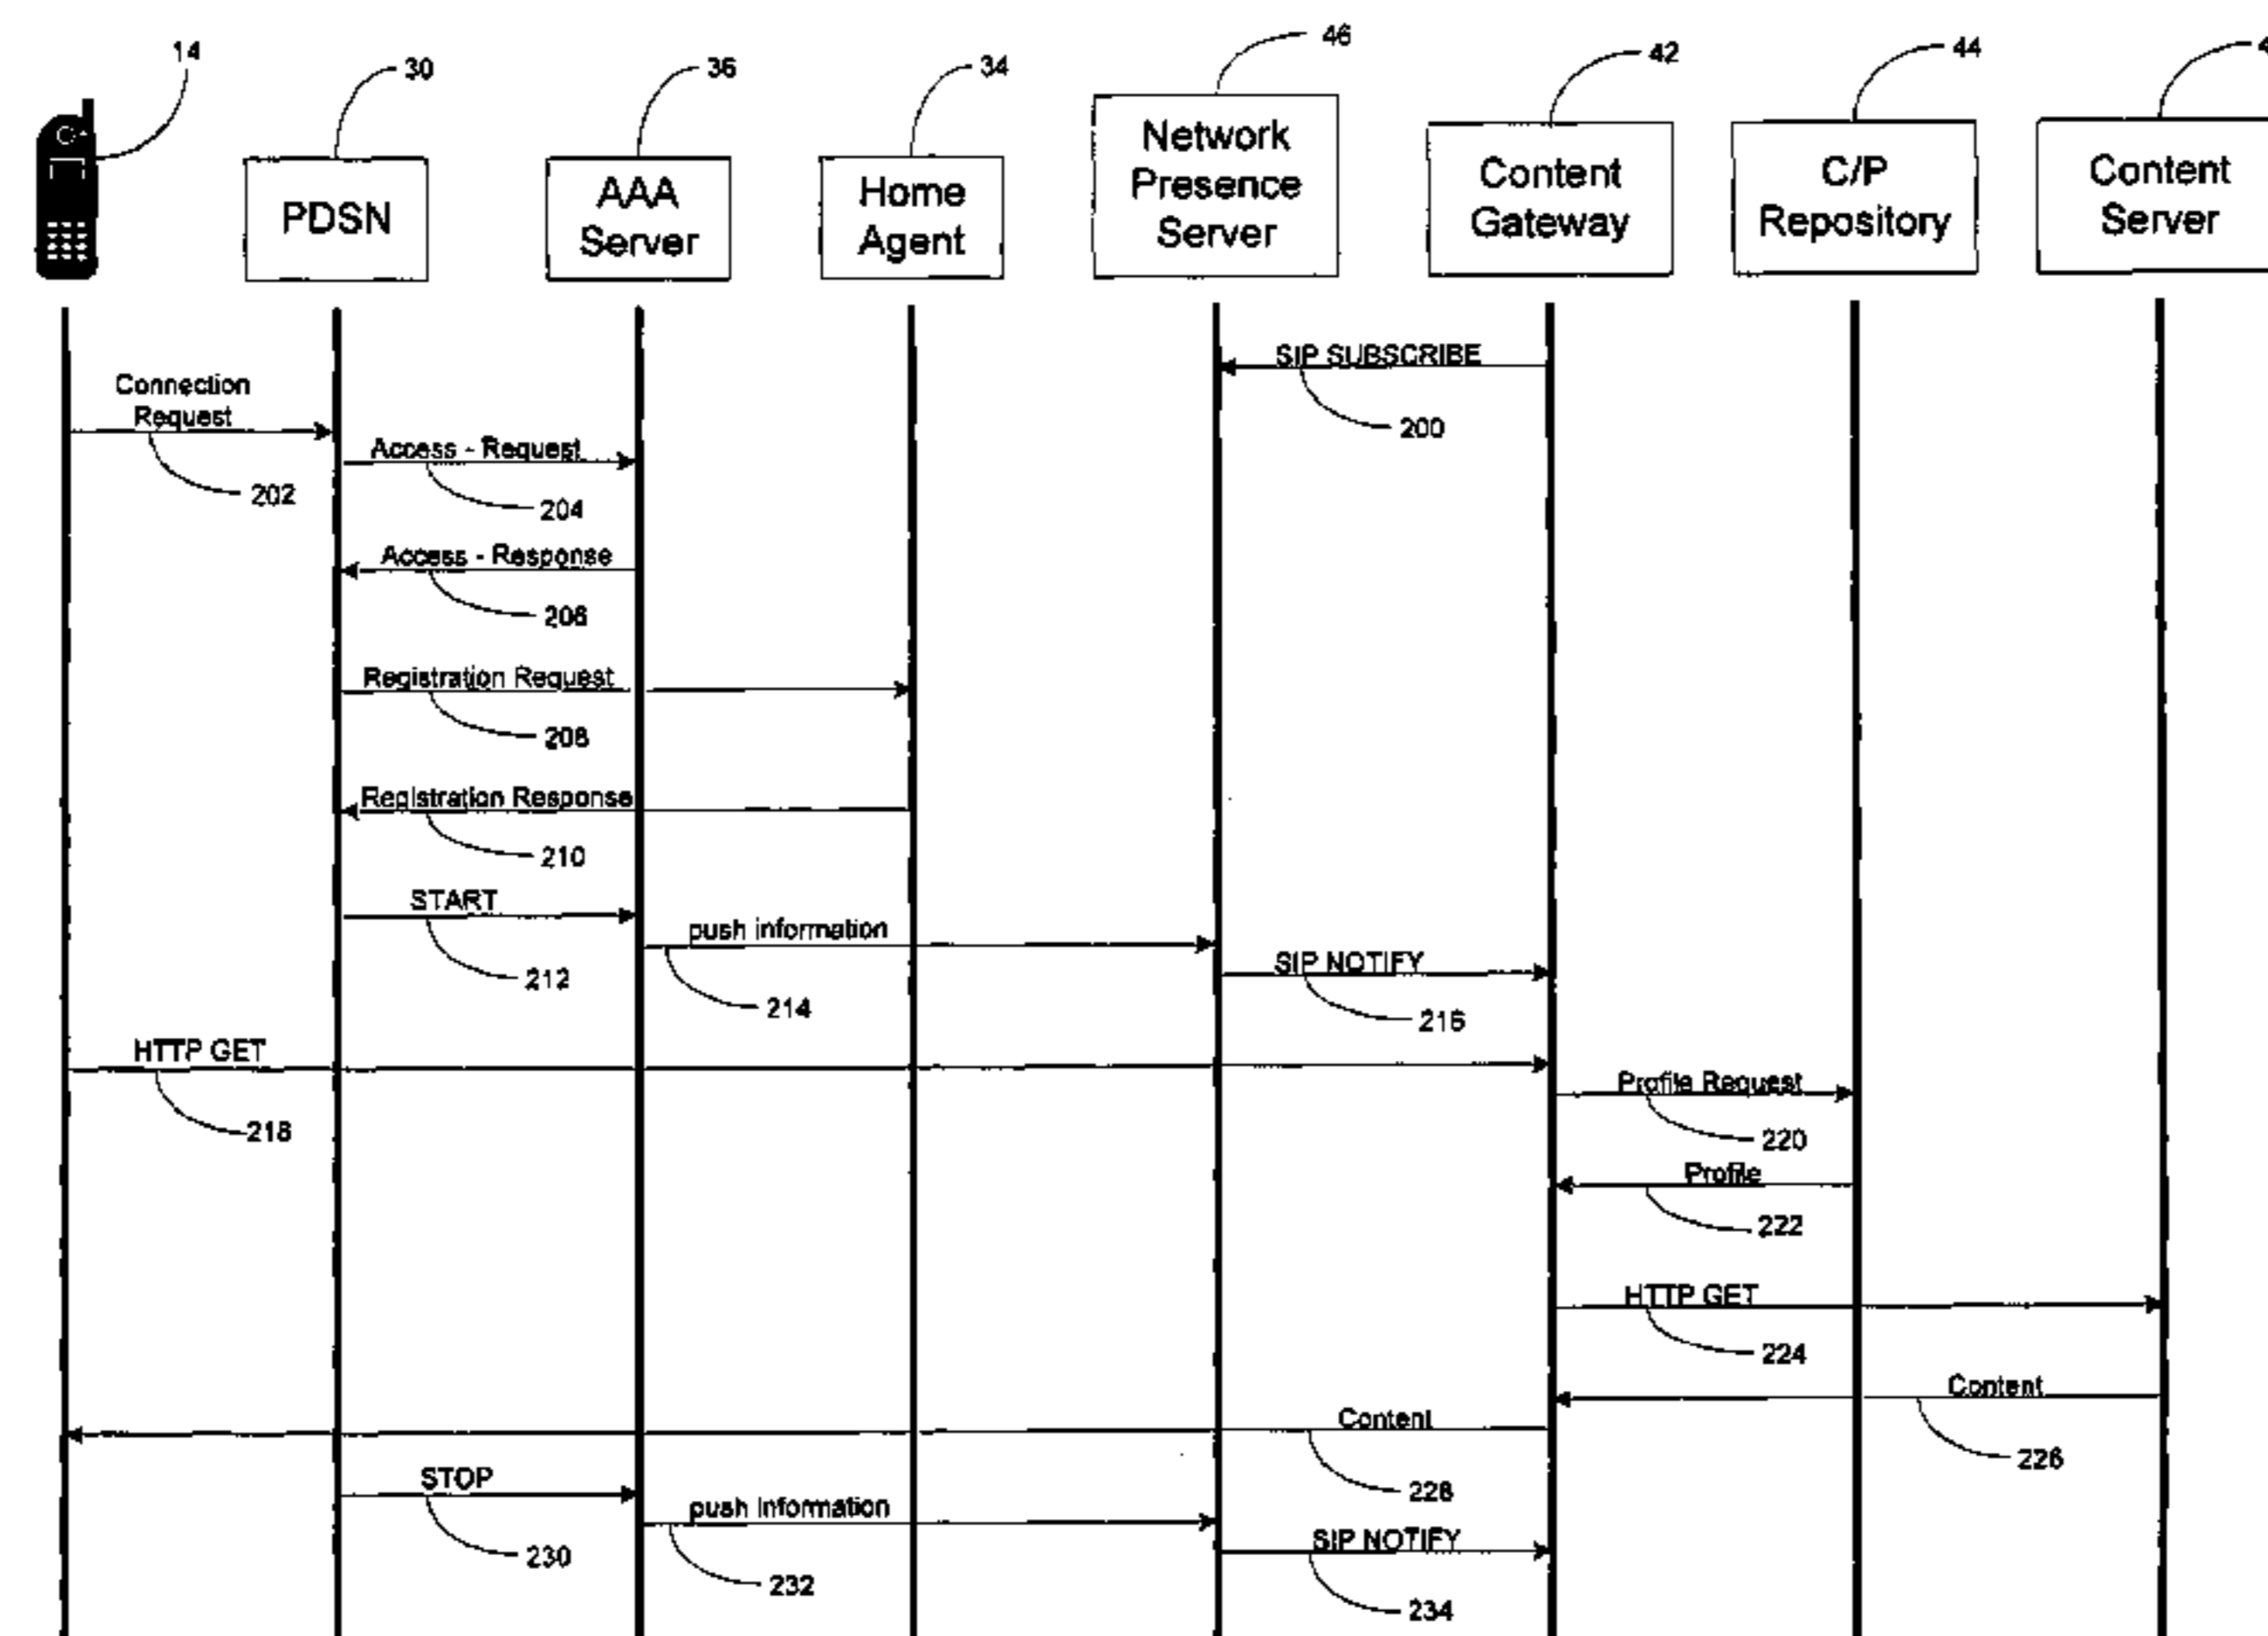 14
30
36
34
46
42
44
PDSN
AAA
Server
Home
Agent
Network
Presence
Server
Content
Gateway
C/P
Repository
Content
Server
SIP SUBSCRIBE
200
Connection
Request
202
Access - Request
204
Access - Response
206
Registration Request
208
Registration Response
210
START
212
push information
214
SIP NOTIFY
216
HTTP GET
218
Profile Request
220
Profile
222
HTTP GET
224
Content
226
Content
228
STOP
230
push information
232
SIP NOTIFY
234